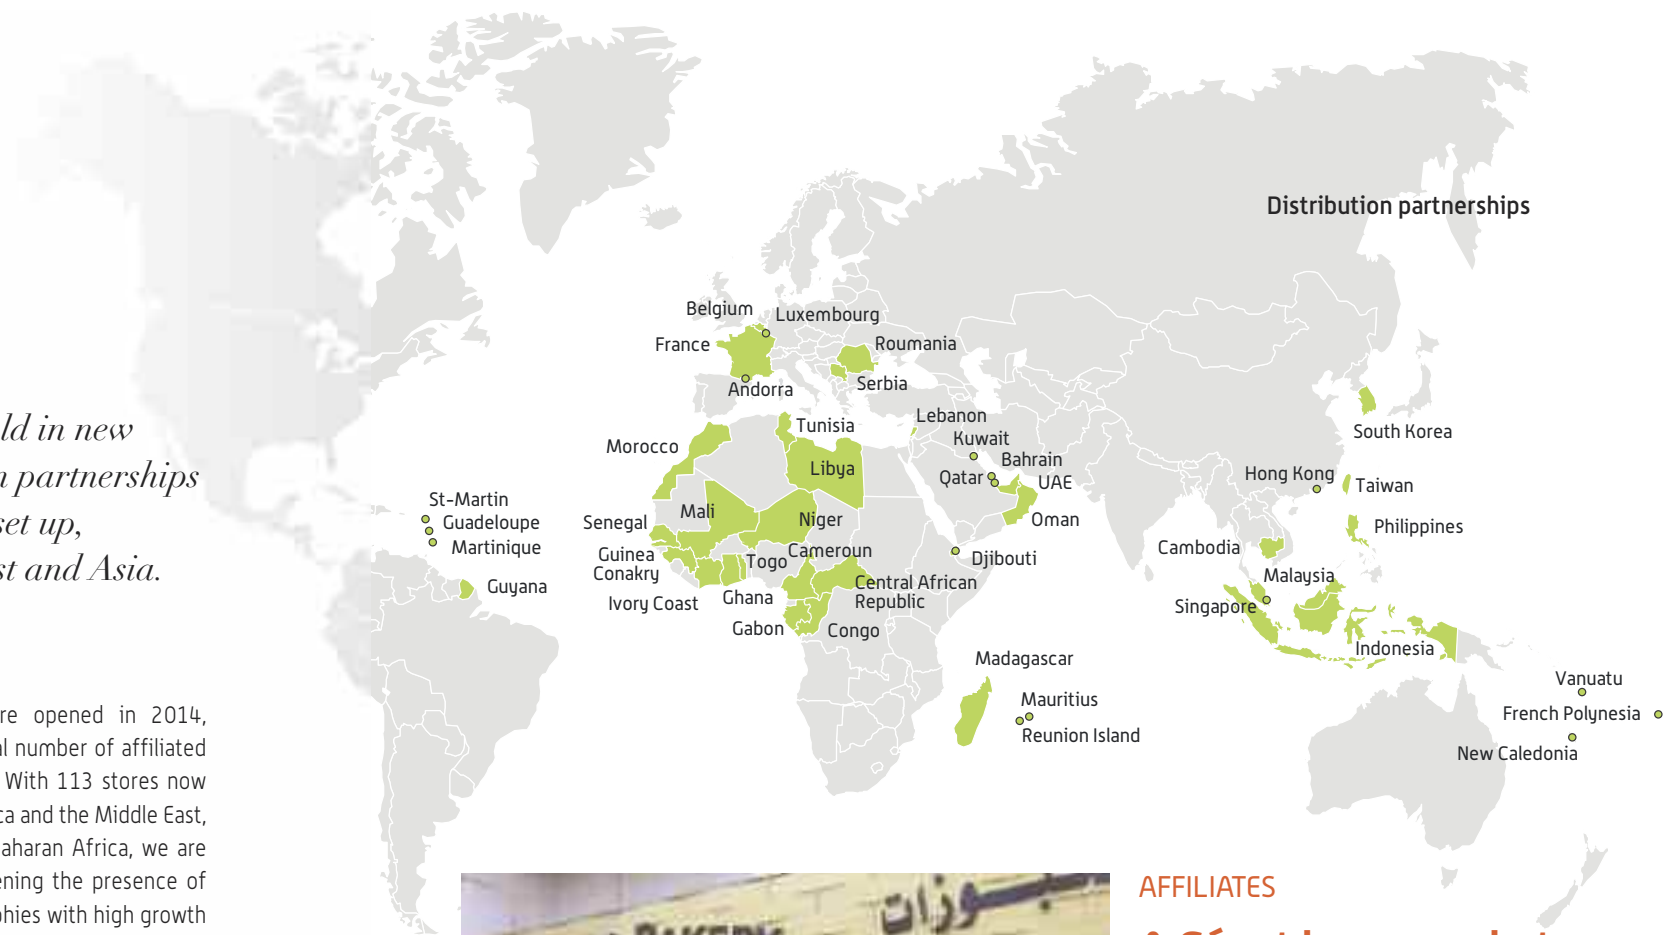 Distribution partnerships
Belgium
Luxembourg
France
Roumania
Andorra
Serbia
Lebanon
Tunisia
Kuwait
Morocco
Bahrain
Libya
Qatar
UAE
South Korea
Hong Kong
Taiwan
St-Martin
Guadeloupe
Martinique
Mali
Senegal
Niger
Oman
Philippines
Guinea
Conakry
Togo
Cameroun
Djibouti
Cambodia
Guyana
Ivory Coast
Ghana
Central African
Republic
Malaysia
Singapore
Gabon
Congo
Indonesia
Madagascar
Mauritius
Reunion Island
Vanuatu
French Polynesia
New Caledonia
ld in new
n partnerships
set up,
st and Asia.
re opened in 2014,
al number of affiliated
With 113 stores now
ca and the Middle East,
aharan Africa, we are
ening the presence of
phies with high growth
BAKERY
AFFILIATES